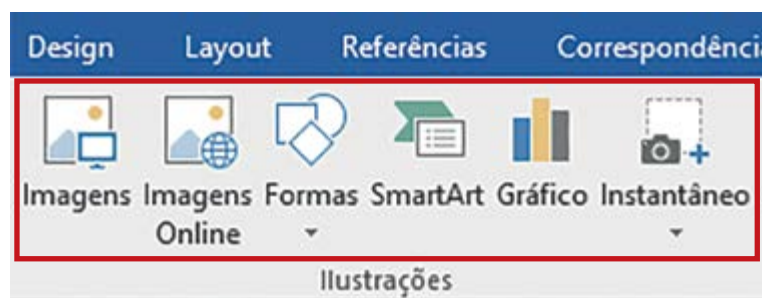 Design Layout Referências Correspondênci
Imagens Imagens Online Formas SmartArt Gráfico Instantâneo
Ilustrações